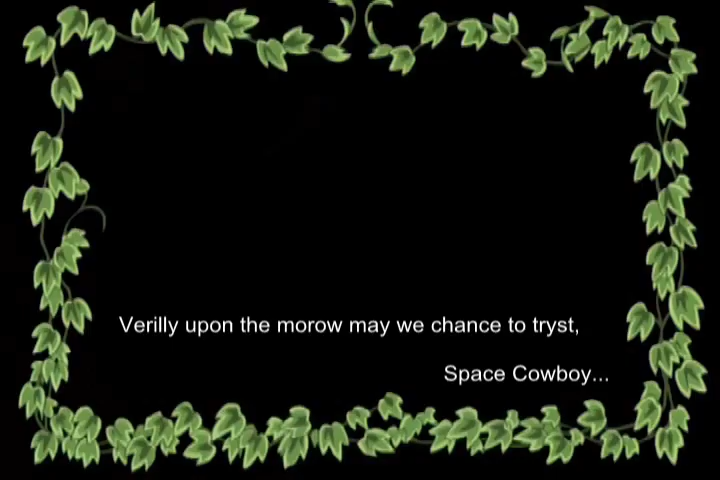 Verilly upon the morow may we chance to tryst,
Space Cowboy...